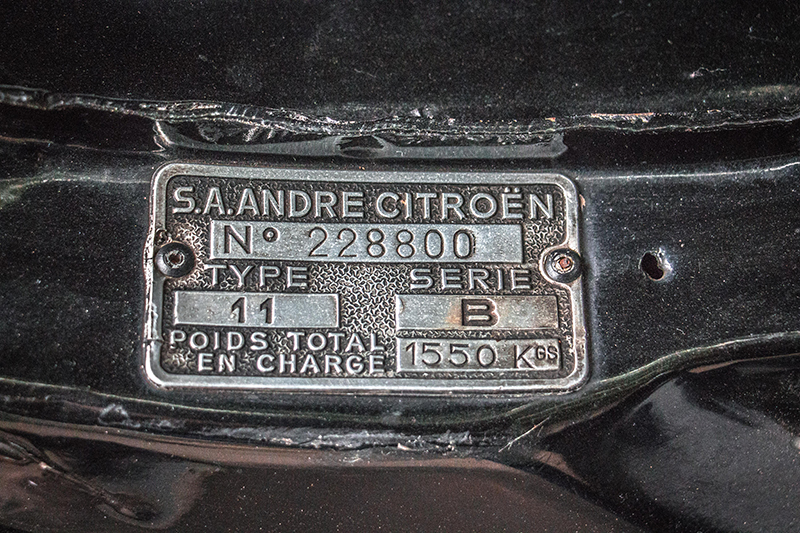 S.A. ANDRE CITROËN
N° 228800
TYPE SERIE
11 B
POIDS TOTAL
EN CHARGE 1550 KGS